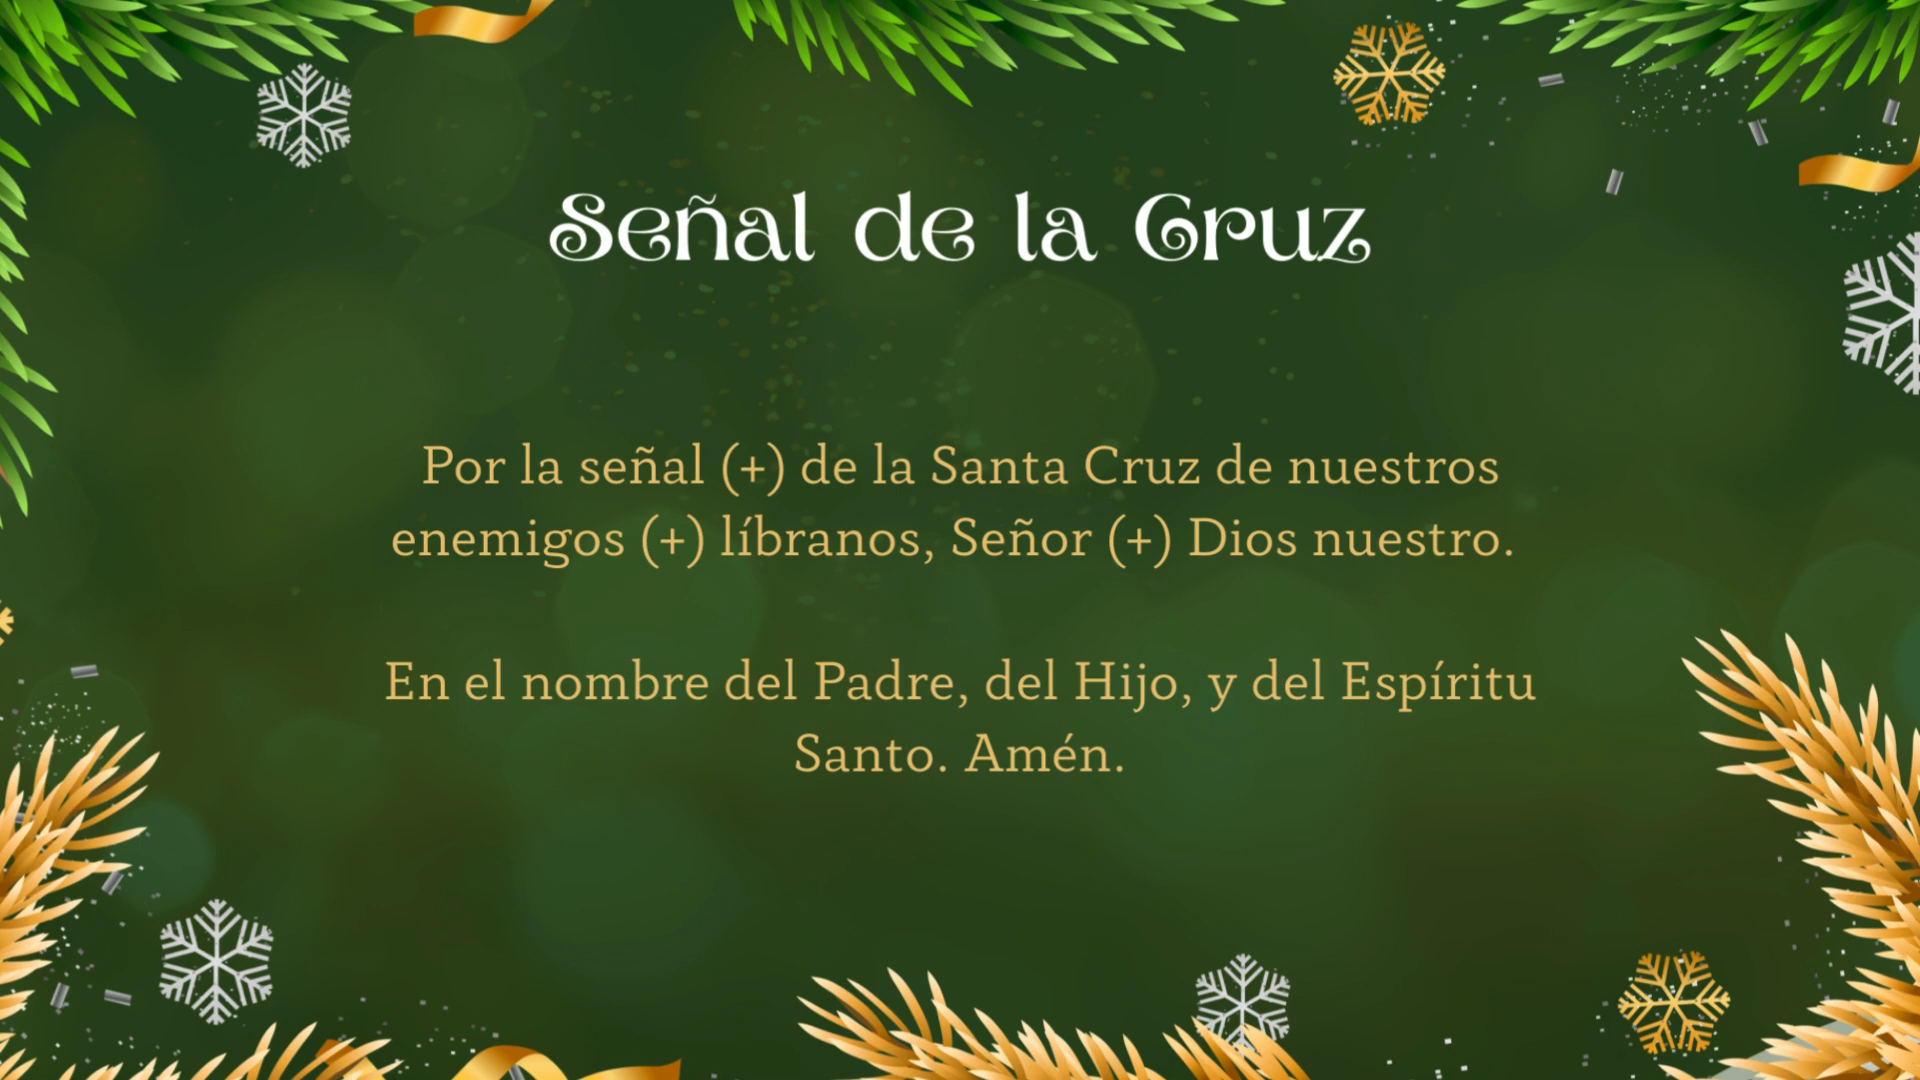 Señal de la Cruz
Por la señal (+) de la Santa Cruz de nuestros
enemigos (+) líbranos, Señor (+) Dios nuestro.
En el nombre del Padre, del Hijo, y del Espíritu
Santo. Amén.